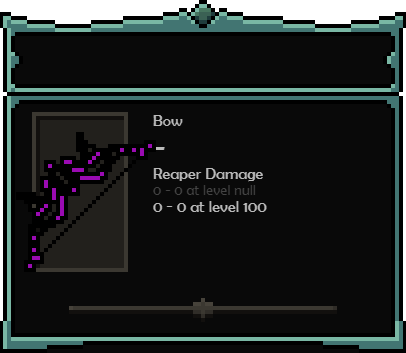 Bow
-
Reaper Damage
0 - 0 at level null
0 - 0 at level 100